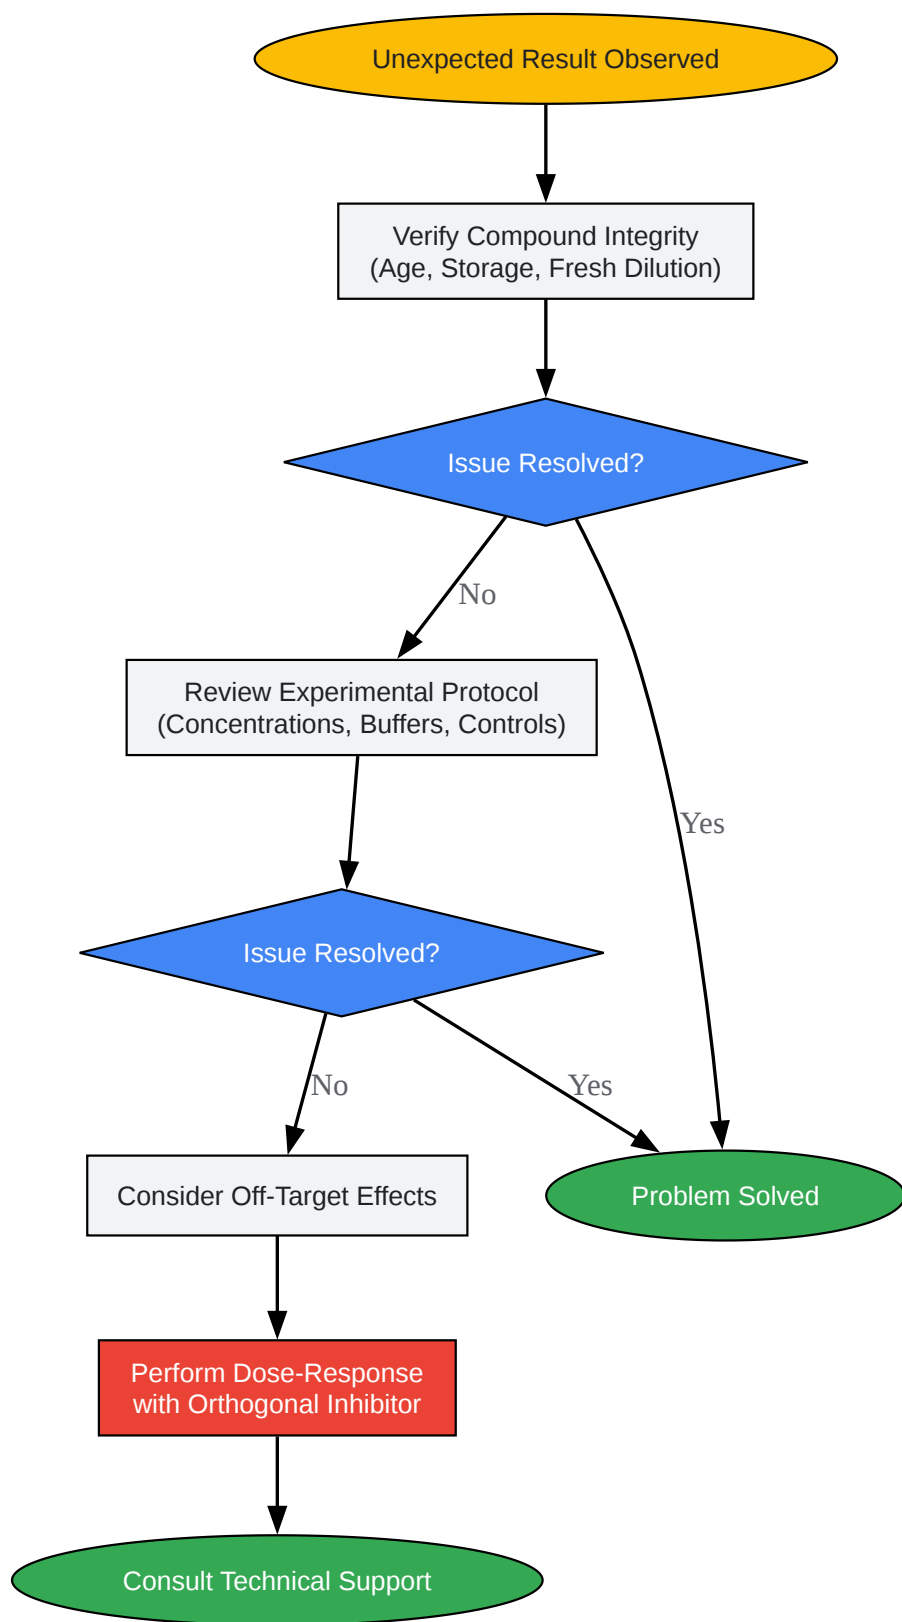 Unexpected Result Observed
Verify Compound Integrity
(Age, Storage, Fresh Dilution)
Issue Resolved?
No
Review Experimental Protocol
(Concentrations, Buffers, Controls)
Yes
Issue Resolved?
No
Yes
Consider Off-Target Effects
Problem Solved
Perform Dose-Response
with Orthogonal Inhibitor
Consult Technical Support